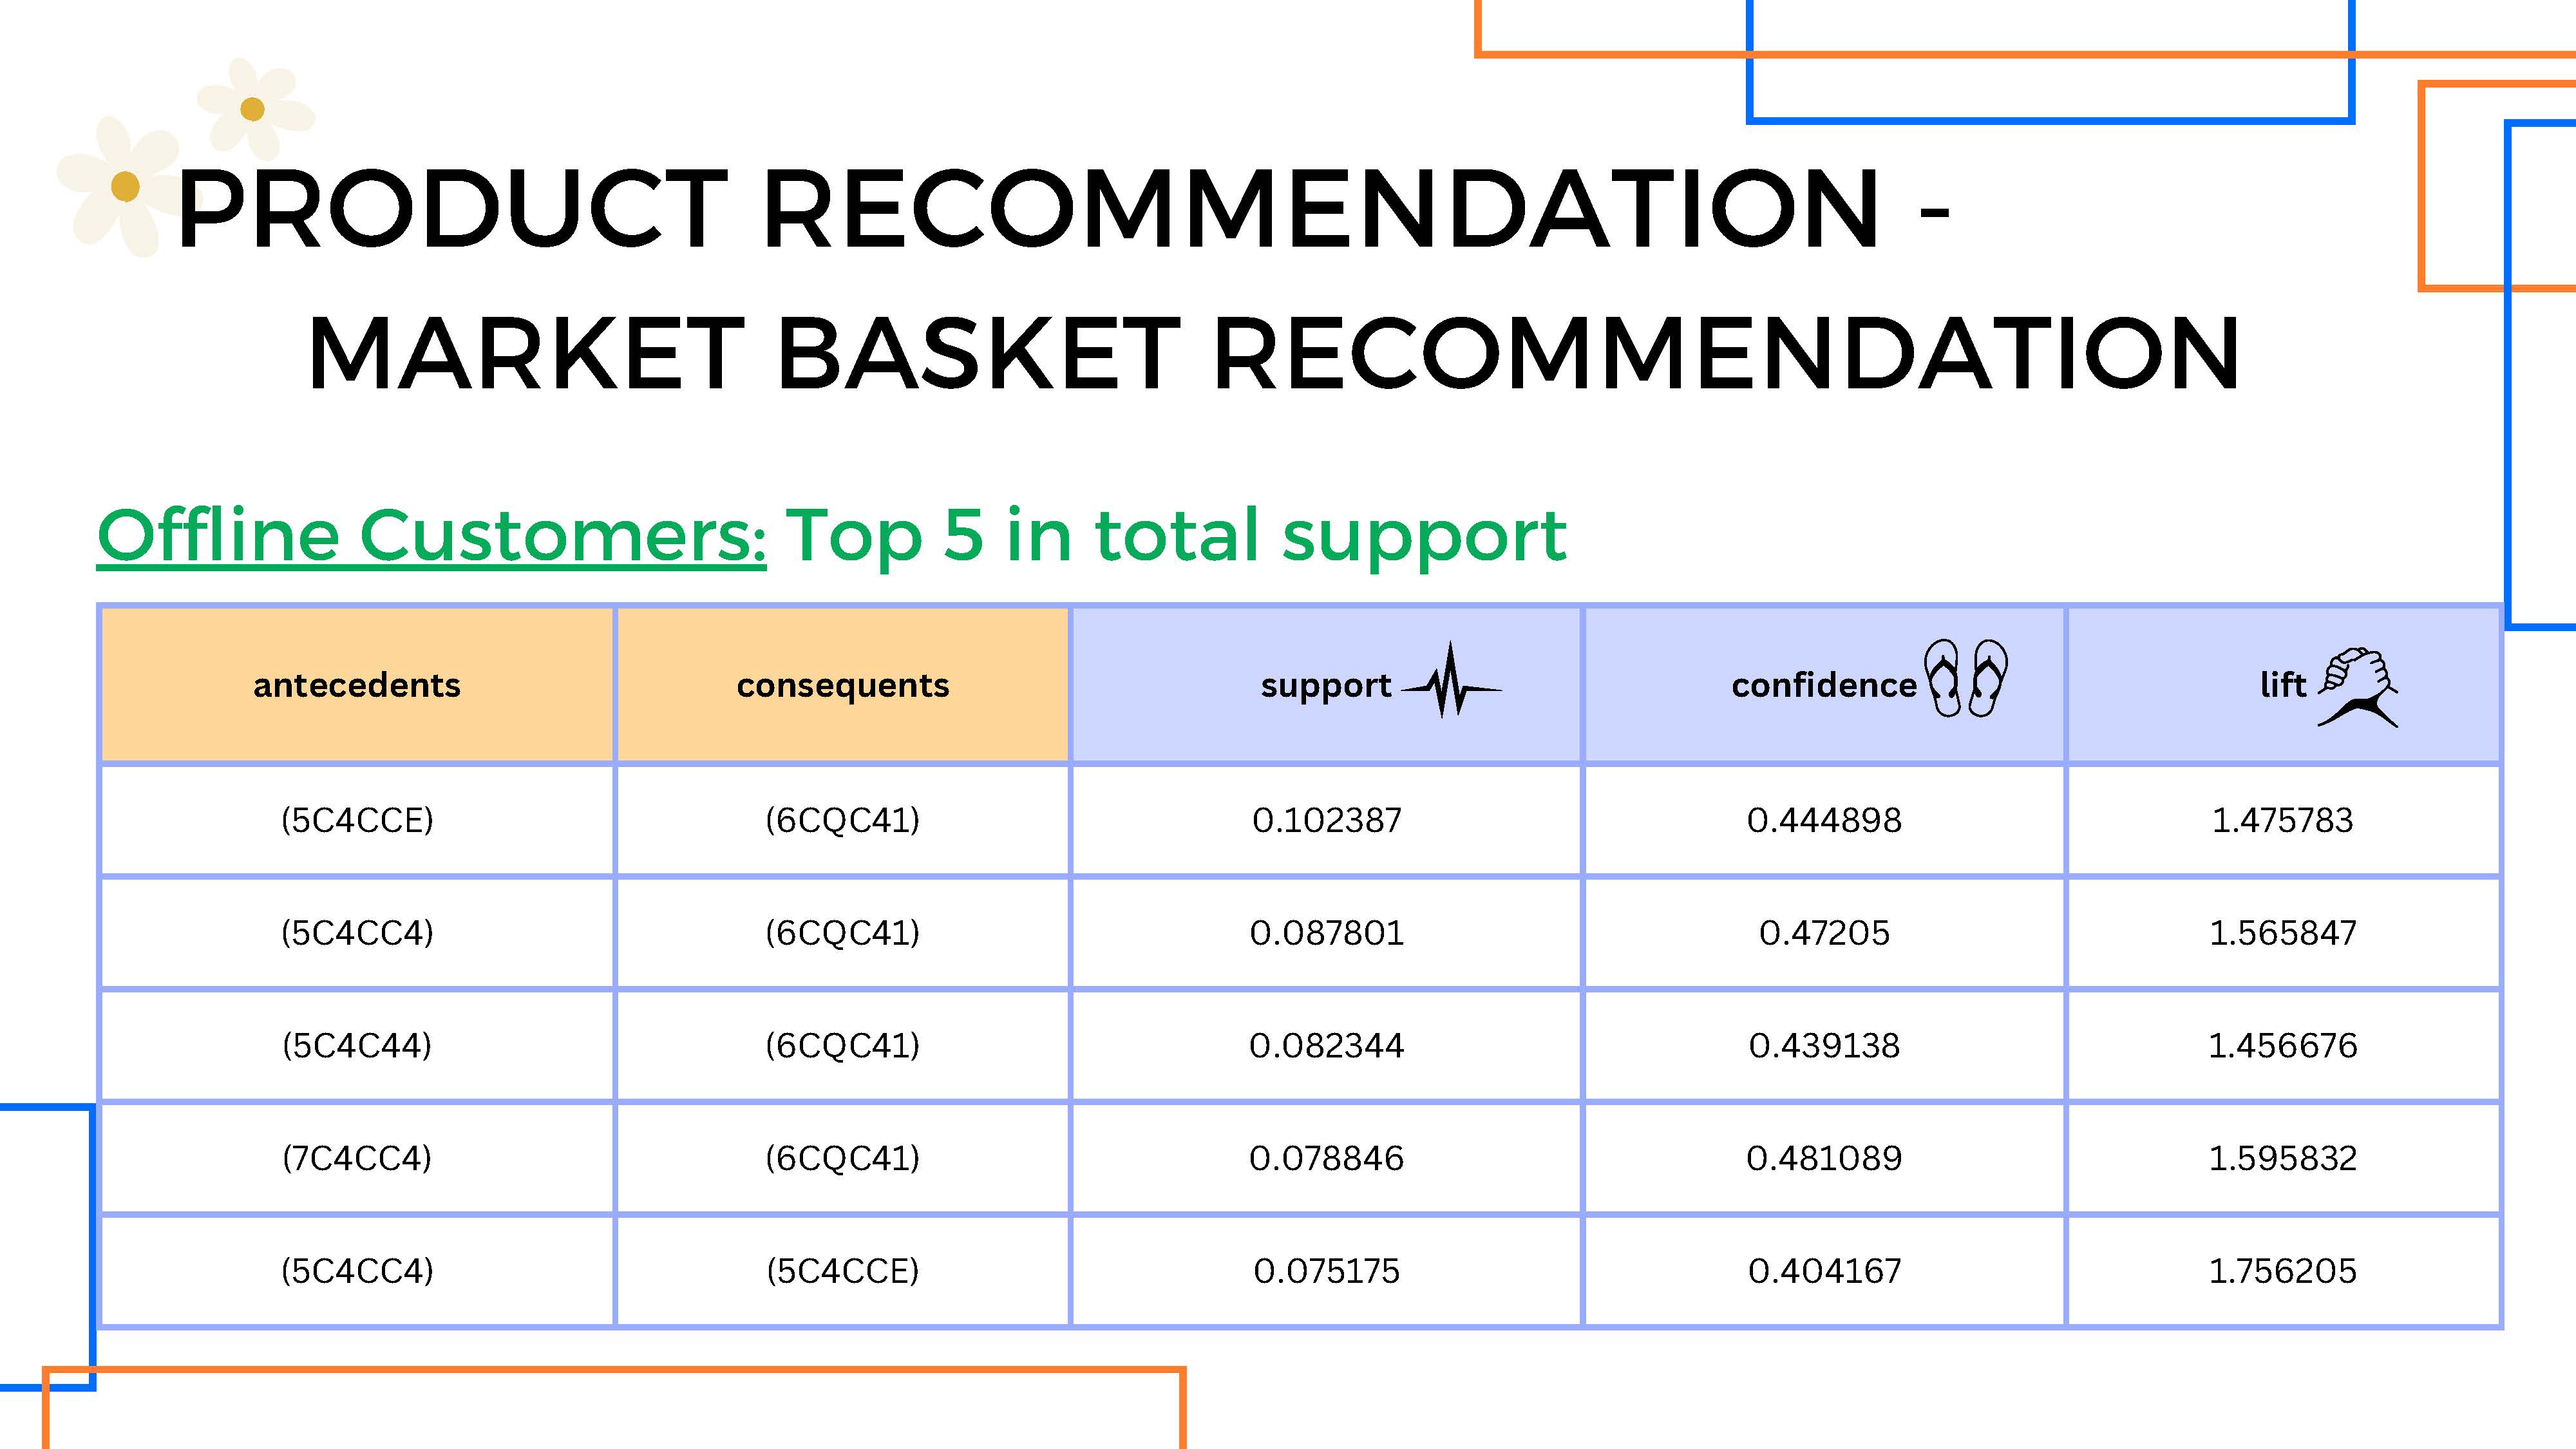 PRODUCT RECOMMENDATION -
MARKET BASKET RECOMMENDATION
Offline Customers: Top 5 in total support
antecedents consequents support confidence lift
(5C4CCE) (6CQC41) 0.102387 0.444898 1.475783
(5C4CC4) (6CQC41) 0.087801 0.47205 1.565847
(5C4C44) (6CQC41) 0.082344 0.439138 1.456676
(7C4CC4) (6CQC41) 0.078846 0.481089 1.595832
(5C4CC4) (5C4CCE) 0.075175 0.404167 1.756205